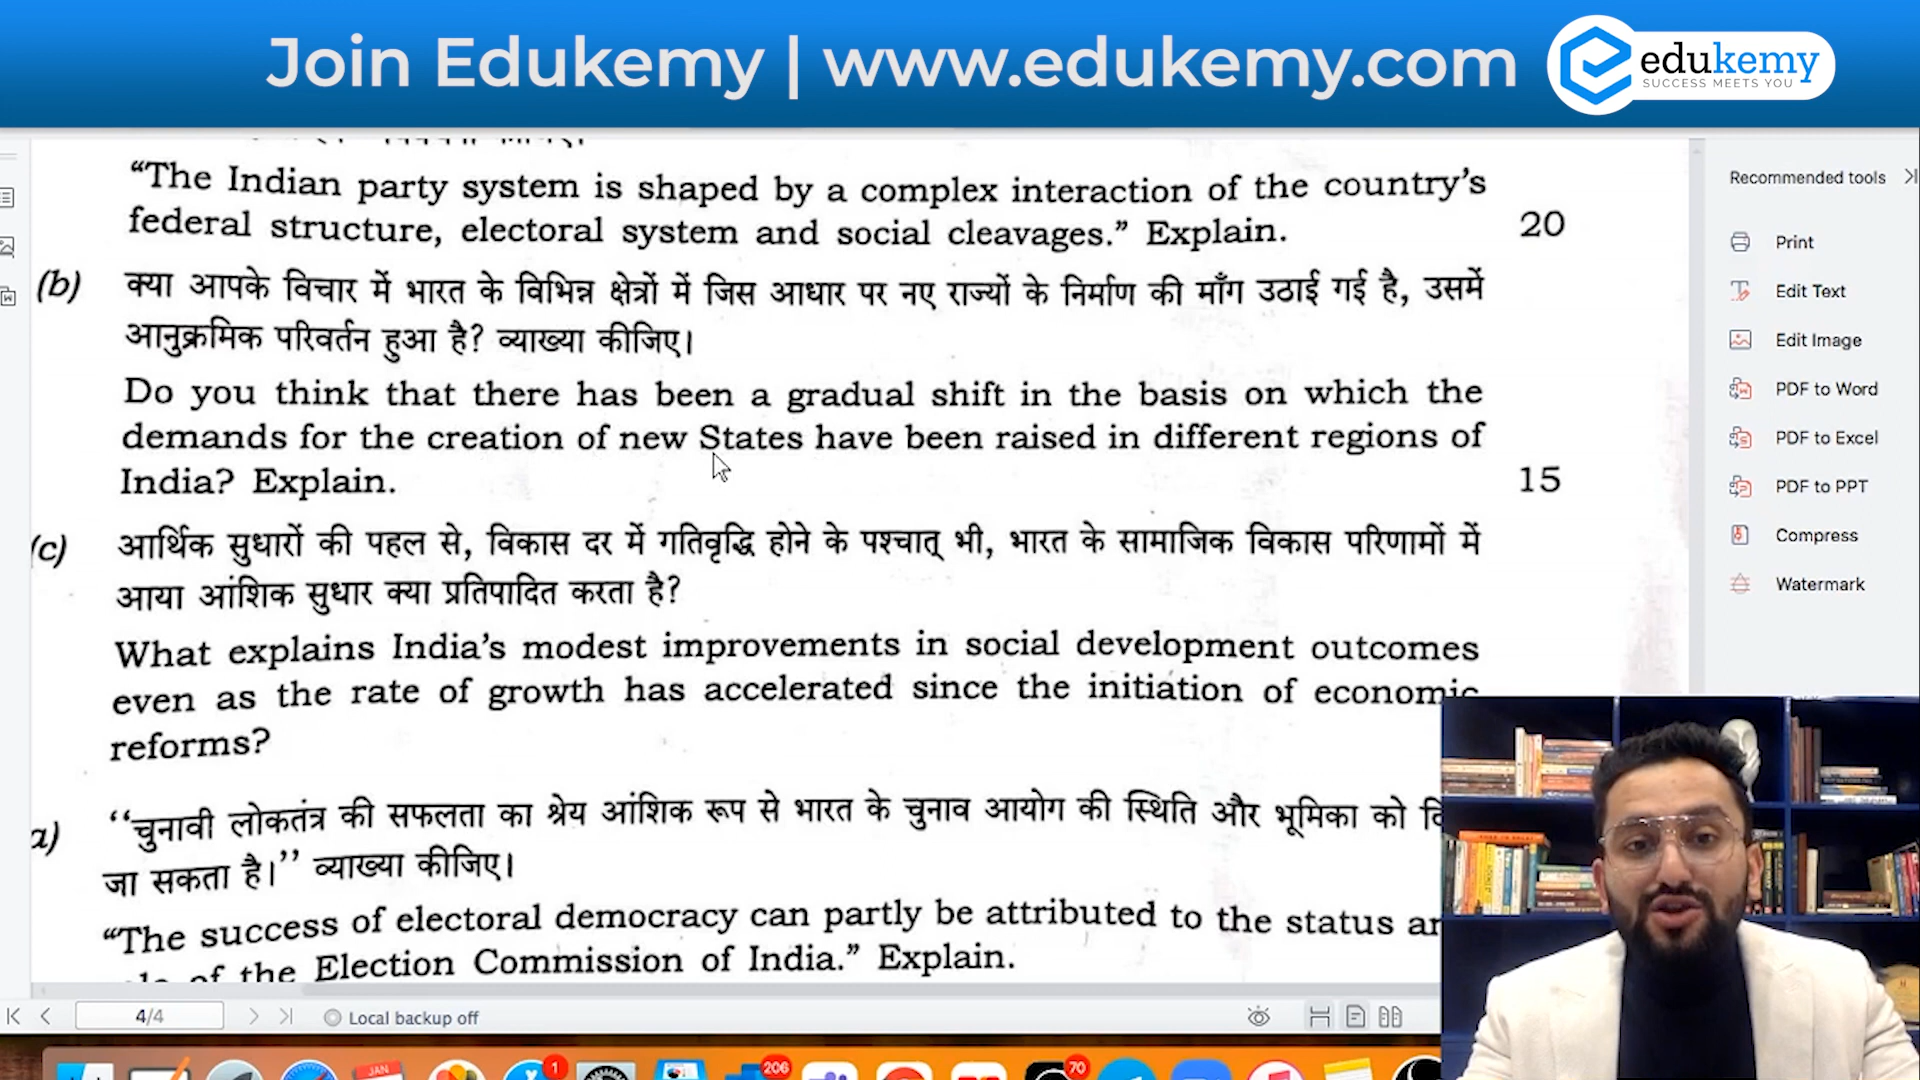 Join Edukemy | www.edukemy.com
edukemy
SUCCESS MEETS YOU
“The Indian party system is shaped by a complex interaction of the country’s
federal structure, electoral system and social cleavages.” Explain.
20
(b) क्या आपके विचार में भारत के विभिन्न क्षेत्रों में जिस आधार पर नए राज्यों के निर्माण की माँग उठाई गई है, उसमें
आनुक्रमिक परिवर्तन हुआ है? व्याख्या कीजिए।
Do you think that there has been a gradual shift in the basis on which the
demands for the creation of new States have been raised in different regions of
India? Explain.
15
(c) आर्थिक सुधारों की पहल से, विकास दर में गतिवृद्धि होने के पश्चात् भी, भारत के सामाजिक विकास परिणामों में
आया आंशिक सुधार क्या प्रतिपादित करता है?
What explains India’s modest improvements in social development outcomes
even as the rate of growth has accelerated since the initiation of economic
reforms?
a) ‘‘चुनावी लोकतंत्र की सफलता का श्रेय आंशिक रूप से भारत के चुनाव आयोग की स्थिति और भूमिका को
जा सकता है।’’ व्याख्या कीजिए।
“The success of electoral democracy can partly be attributed to the status
of the Election Commission of India.” Explain.
Recommended tools
Print
Edit Text
Edit Image
PDF to Word
PDF to Excel
PDF to PPT
Compress
Watermark
4/4
Local backup off
JAN
1
206
70